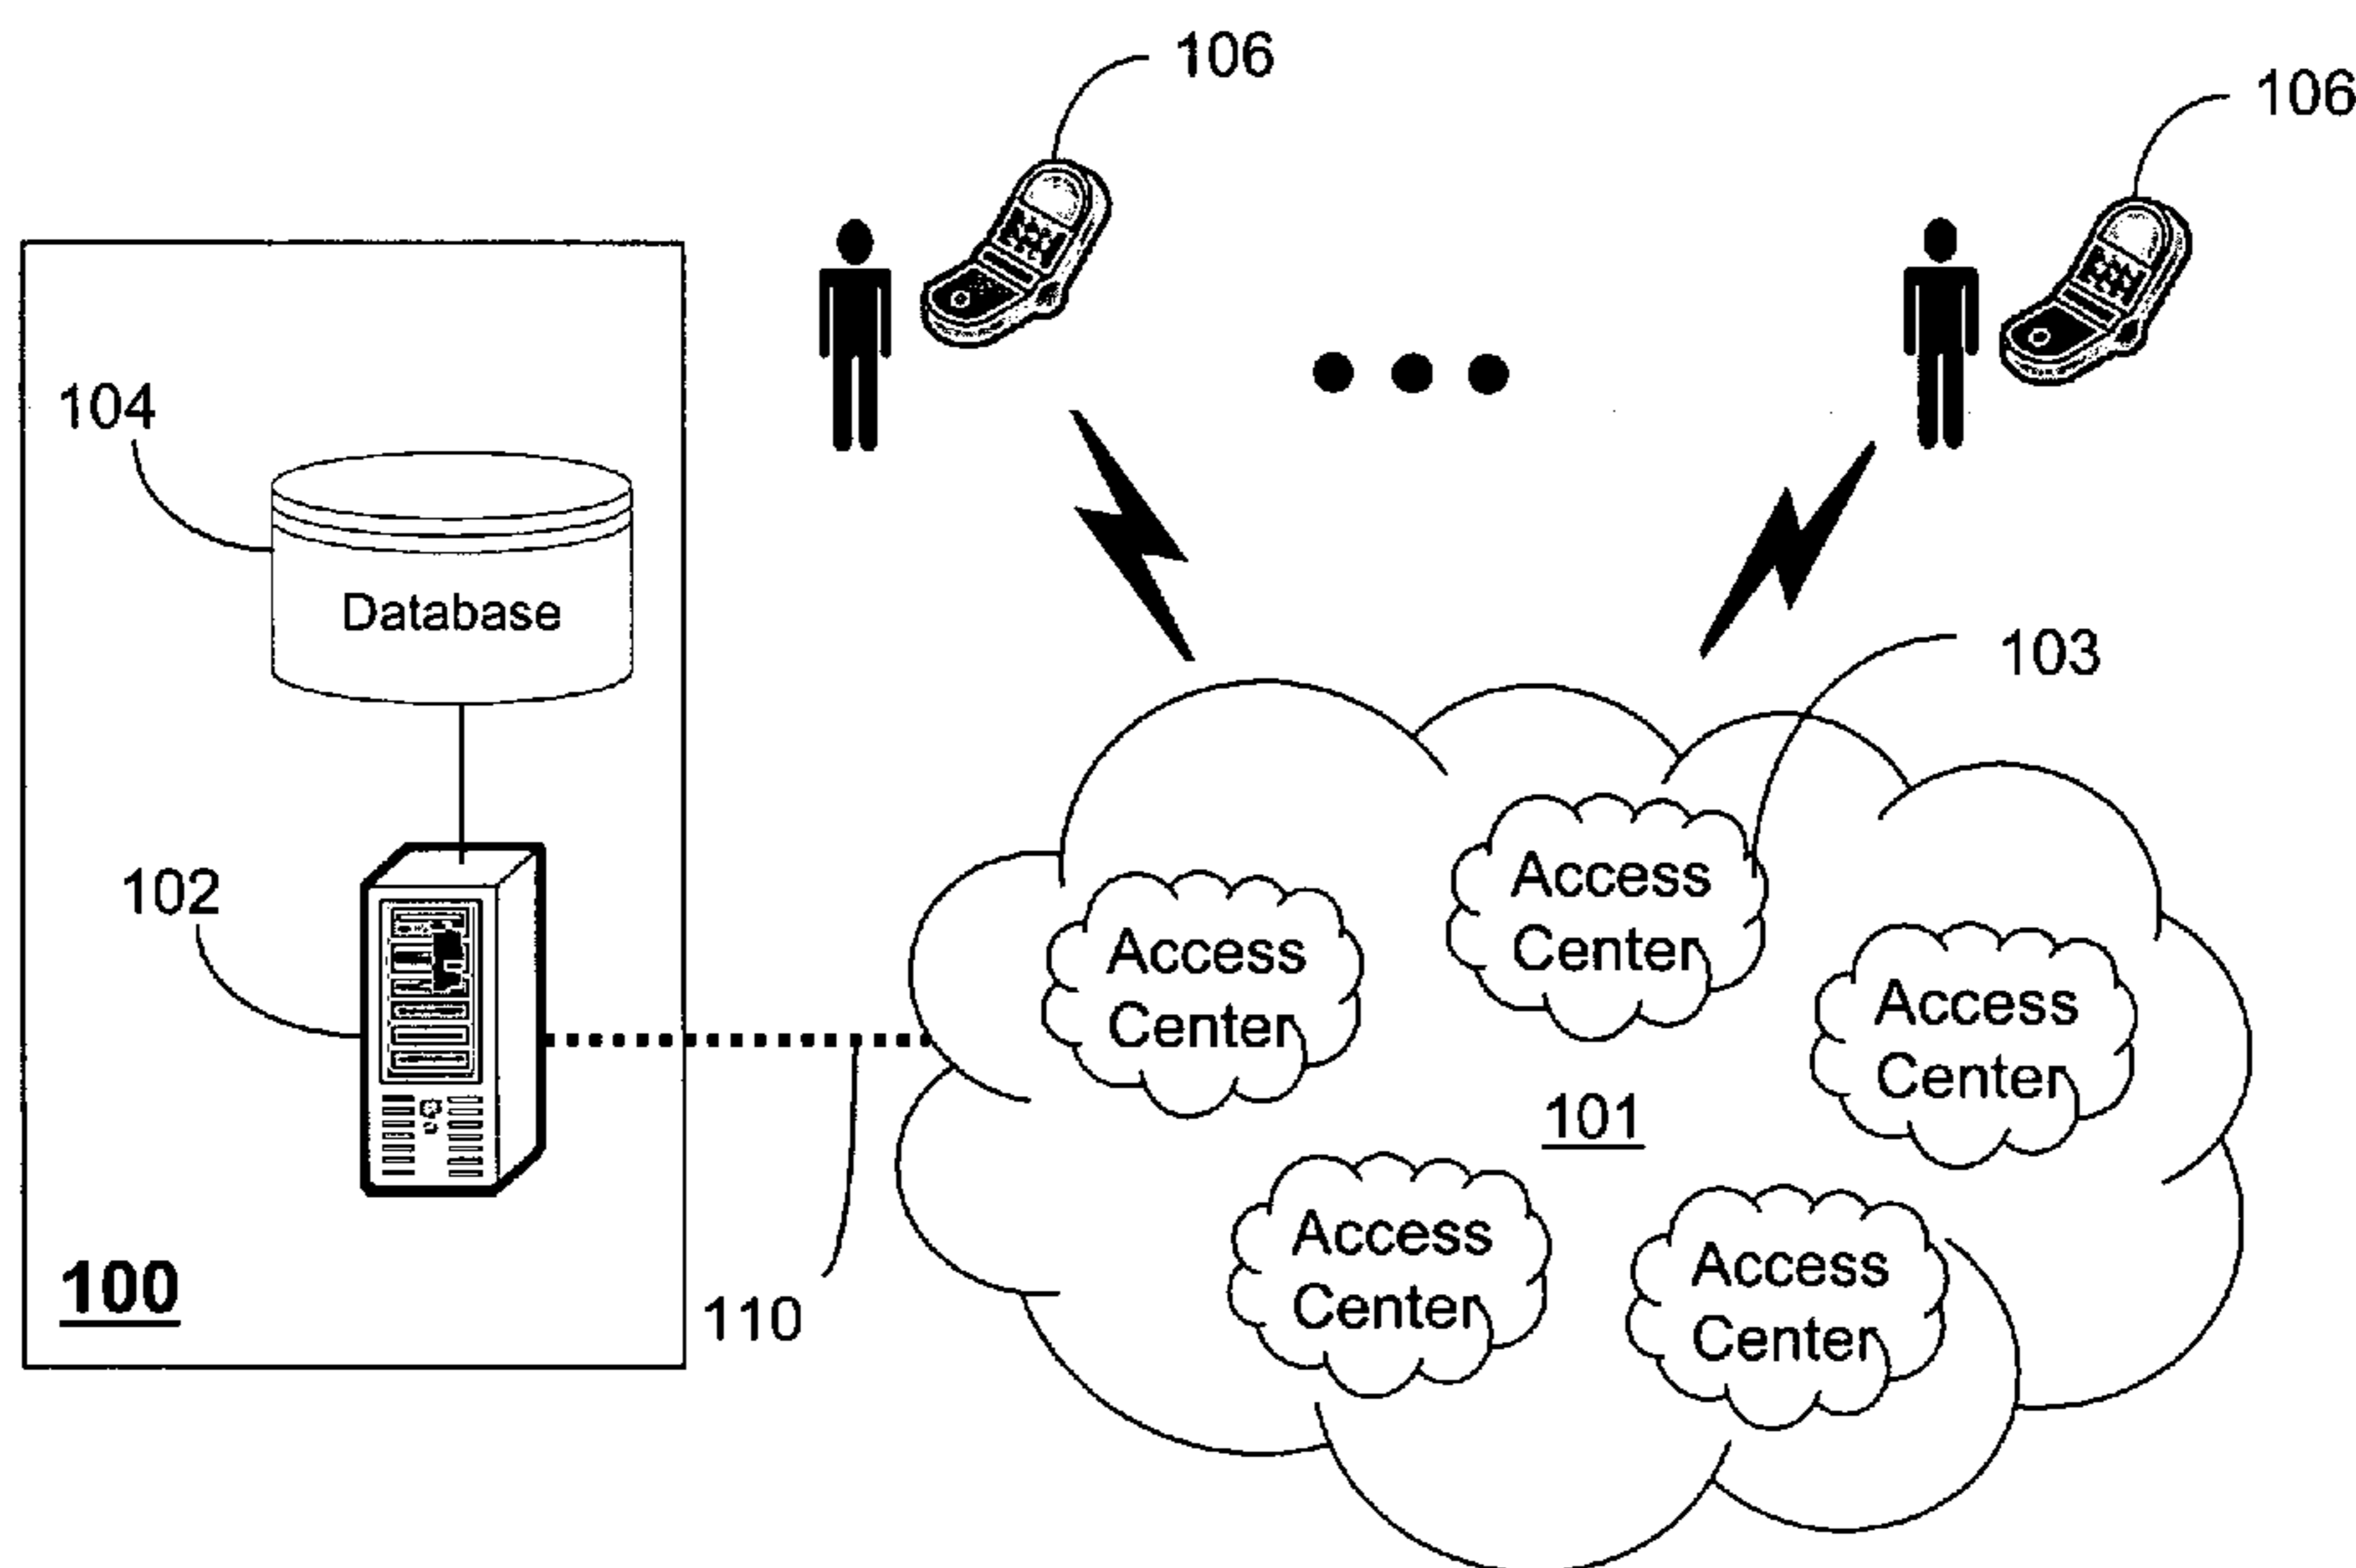 106
106
104
Database
103
102
Access
Center
Access
Center
Access
Center
101
Access
Center
Access
Center
100
110